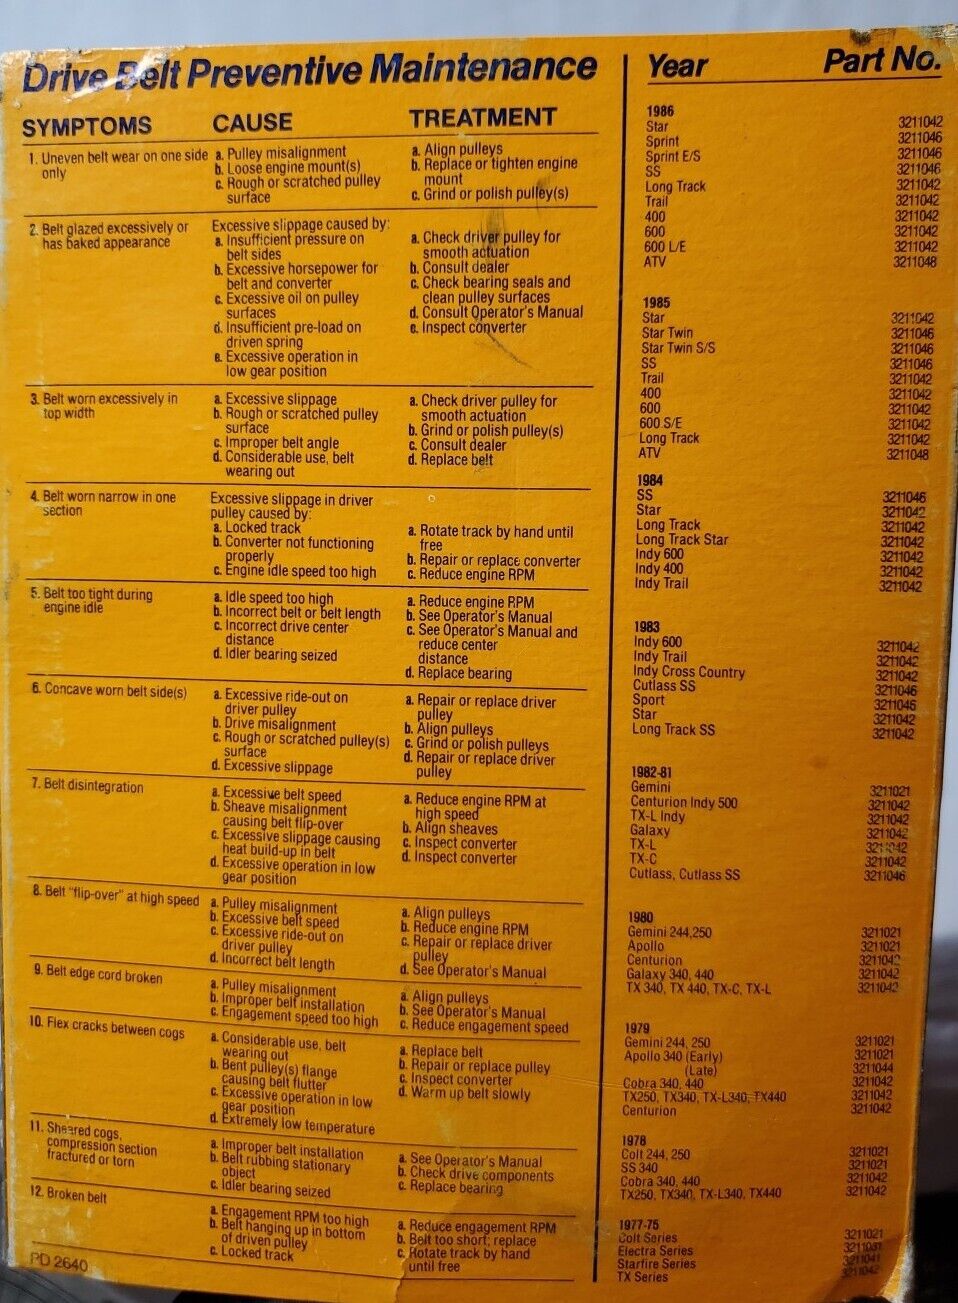 Drive Belt Preventive Maintenance
SYMPTOMS
CAUSE
TREATMENT
1. Uneven belt wear on one side
only
a. Pulley misalignment
b. Loose engine mount(s)
c. Rough or scratched pulley
surface
a. Align pulleys
b. Replace or tighten engine
mount
c. Grind or polish pulley(s)
2. Belt glazed excessively or
has baked appearance
Excessive slippage caused by:
a. Insufficient pressure on
belt sides
b. Excessive horsepower for
belt and converter
c. Excessive oil on pulley
surfaces
d. Insufficient pre-load on
driven spring
e. Excessive operation in
low gear position
a. Check driver pulley for
smooth actuation
b. Consult dealer
c. Check bearing seals and
clean pulley surfaces
d. Consult Operator's Manual
e. Inspect converter
3. Belt worn excessively in
top width
a. Excessive slippage
b. Rough or scratched pulley
surface
c. Improper belt angle
d. Considerable use, belt
wearing out
a. Check driver pulley for
smooth actuation
b. Grind or polish pulley(s)
c. Consult dealer
d. Replace belt
4. Belt worn narrow in one
section
Excessive slippage in driver
pulley caused by:
a. Locked track
b. Converter not functioning
properly
c. Engine idle speed too high
a. Rotate track by hand until
free
b. Repair or replace converter
c. Reduce engine RPM
5. Belt too tight during
engine idle
a. Idle speed too high
b. Incorrect belt or belt length
c. Incorrect drive center
distance
d. Idler bearing seized
a. Reduce engine RPM
b. See Operator's Manual
c. See Operator's Manual and
reduce center
distance
d. Replace bearing
6. Concave worn belt side(s)
a. Excessive ride-out on
driver pulley
b. Drive misalignment
c. Rough or scratched pulley(s)
surface
d. Excessive slippage
a. Repair or replace driver
pulley
b. Align pulleys
c. Grind or polish pulleys
d. Repair or replace driver
pulley
7. Belt disintegration
a. Excessive belt speed
b. Sheave misalignment
causing belt flip-over
c. Excessive slippage causing
heat build-up in belt
d. Excessive operation in low
gear position
a. Reduce engine RPM at
high speed
b. Align sheaves
c. Inspect converter
d. Inspect converter
8. Belt "flip-over" at high speed
a. Pulley misalignment
b. Excessive belt speed
c. Excessive ride-out on
driver pulley
d. Incorrect belt length
a. Align pulleys
b. Reduce engine RPM
c. Repair or replace driver
pulley
d. See Operator's Manual
9. Belt edge cord broken
a. Pulley misalignment
b. Improper belt installation
c. Engagement speed too high
a. Align pulleys
b. See Operator's Manual
c. Reduce engagement speed
10. Flex cracks between cogs
a. Considerable use, belt
wearing out
b. Bent pulley(s) flange
causing belt flutter
c. Excessive operation in low
gear position
d. Extremely low temperature
a. Replace belt
b. Repair or replace pulley
c. Inspect converter
d. Warm up belt slowly
11. Sheared cogs,
compression section
fractured or torn
a. Improper belt installation
b. Belt rubbing stationary
object
c. Idler bearing seized
a. See Operator's Manual
b. Check drive components
c. Replace bearing
12. Broken belt
a. Engagement RPM too high
b. Belt hanging up in bottom
of driven pulley
c. Locked track
a. Reduce engagement RPM
b. Belt too short; replace
c. Rotate track by hand
until free
PD 2640
Year Part No.
1986
Star 3211042
Sprint 3211046
Sprint E/S 3211046
SS 3211046
Long Track 3211042
Trail 3211042
400 3211042
600 3211042
600 L/E 3211042
ATV 3211048
1985
Star 3211042
Star Twin 3211046
Star Twin S/S 3211046
SS 3211046
Trail 3211042
400 3211042
600 3211042
600 S/E 3211042
Long Track 3211042
ATV 3211048
1984
SS 3211046
Star 3211042
Long Track 3211042
Long Track Star 3211042
Indy 600 3211042
Indy 400 3211042
Indy Trail 3211042
1983
Indy 600 3211042
Indy Trail 3211042
Indy Cross Country 3211042
Cutlass SS 3211046
Sport 3211046
Star 3211042
Long Track SS 3211042
1982-81
Gemini 3211021
Centurion Indy 500 3211042
TX-L Indy 3211042
Galaxy 3211042
TX-L 3211042
TX-C 3211042
Cutlass, Cutlass SS 3211046
1980
Gemini 244,250 3211021
Apollo 3211021
Centurion 3211042
Galaxy 340, 440 3211042
TX 340, TX 440, TX-C, TX-L 3211042
1979
Gemini 244, 250 3211021
Apollo 340 (Early) 3211021
(Late) 3211044
Cobra 340, 440 3211042
TX250, TX340, TX-L340, TX440 3211042
Centurion 3211042
1978
Colt 244, 250 3211021
SS 340 3211021
Cobra 340, 440 3211042
TX250, TX340, TX-L340, TX440 3211042
1977-75
Colt Series 3211021
Electra Series
Starfire Series 3211041
TX Series 3211042